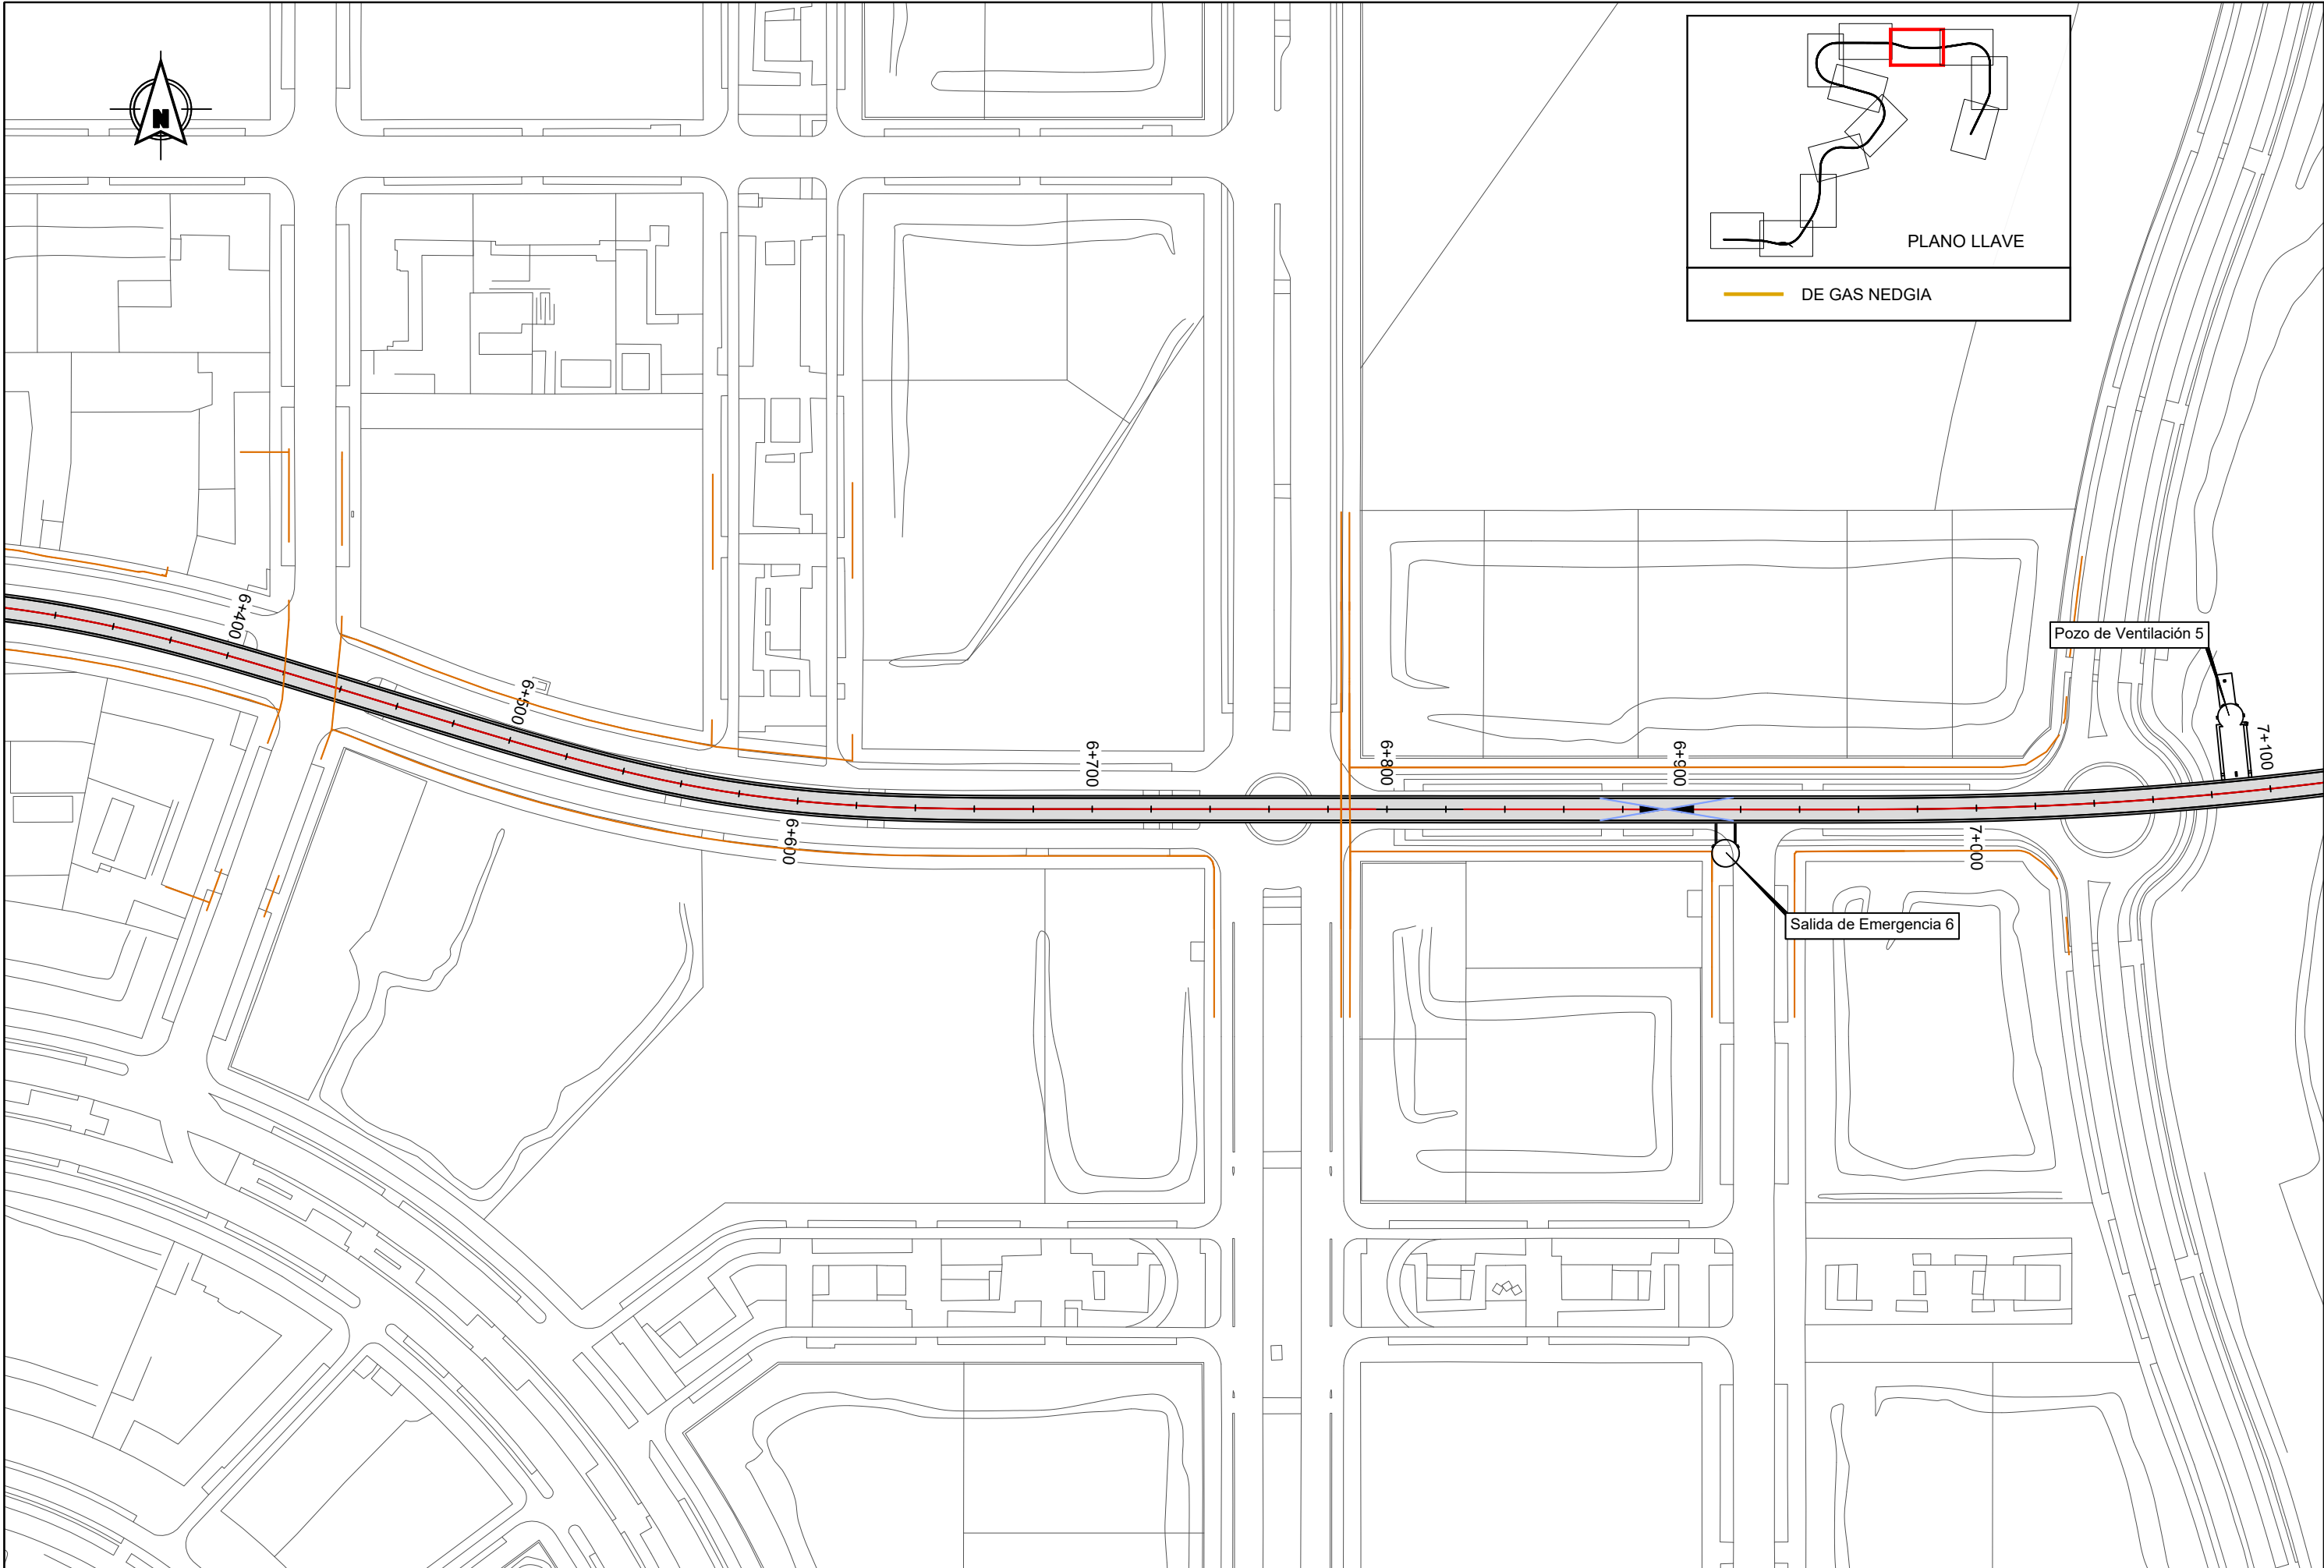 N
PLANO LLAVE
DE GAS NEDGIA
6+400
6+500
6+600
6+700
6+800
6+900
7+000
7+100
Pozo de Ventilación 5
Salida de Emergencia 6